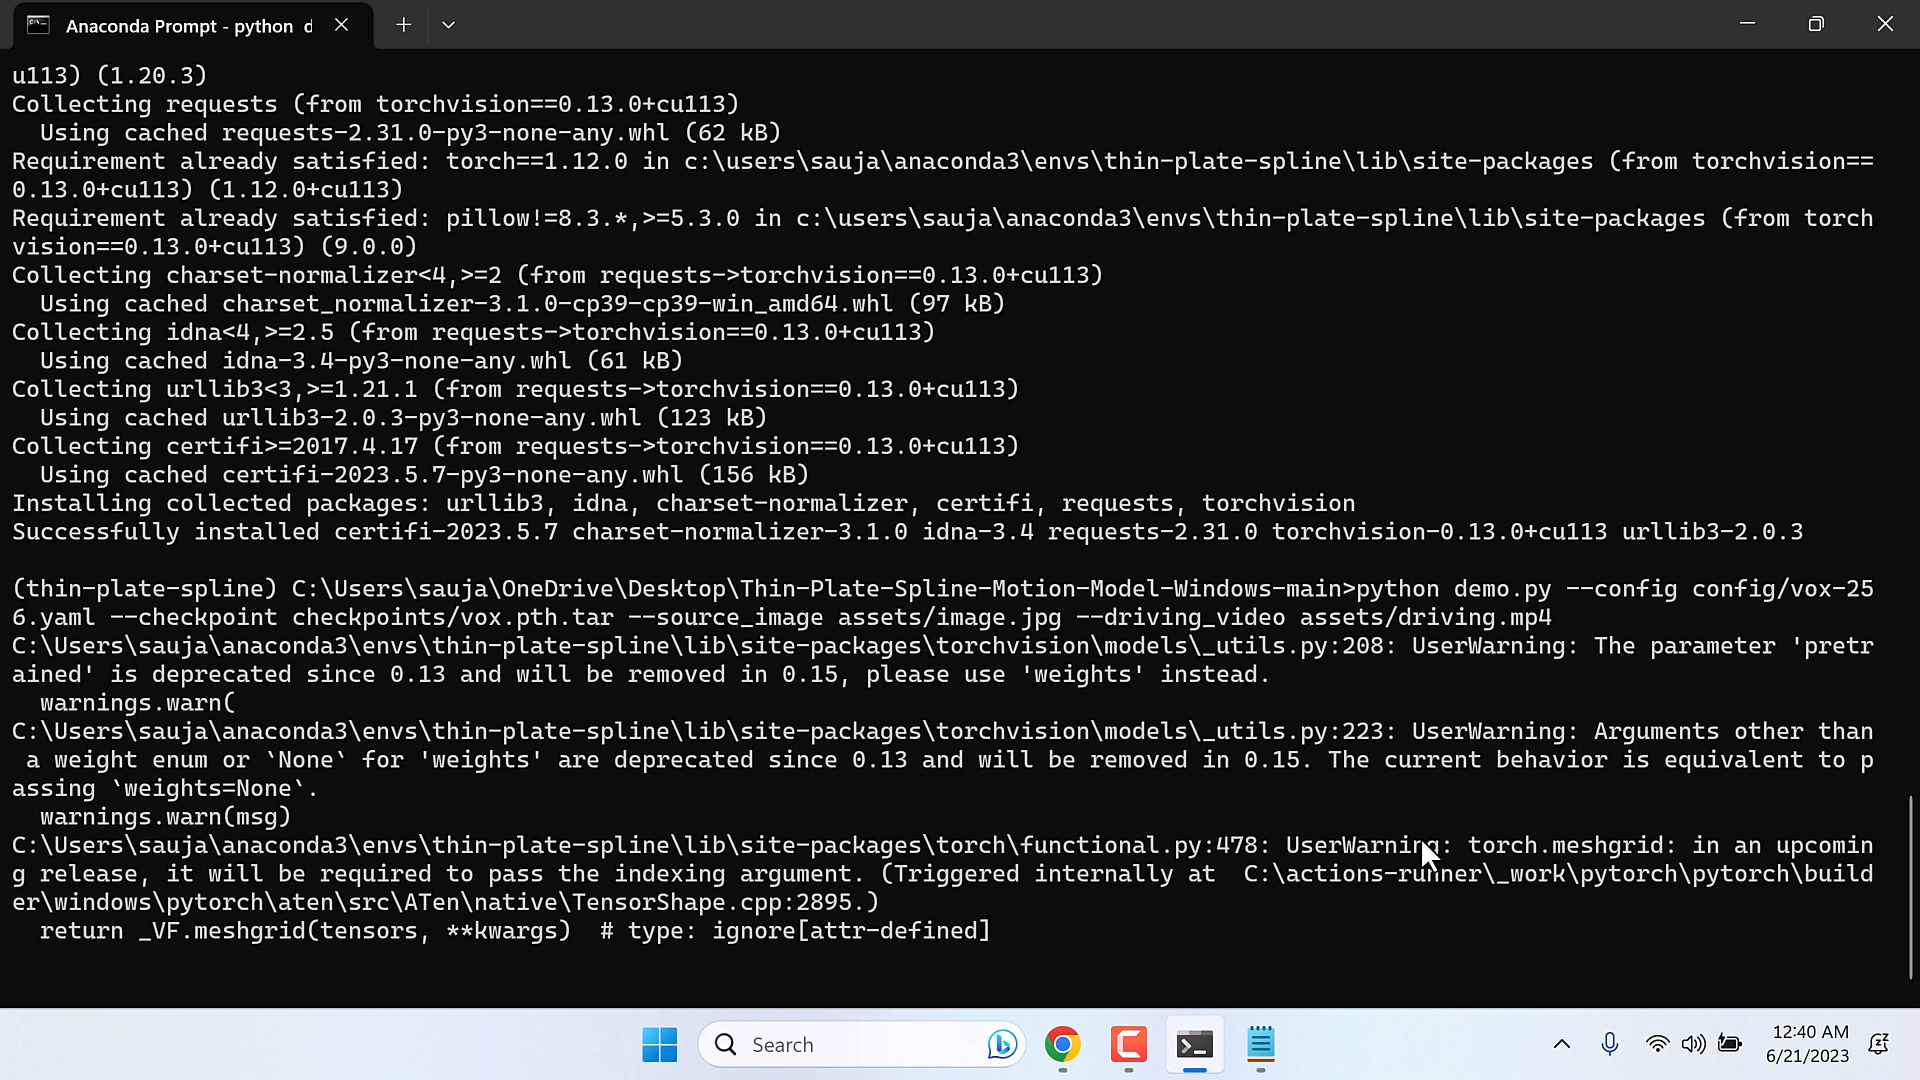 Anaconda Prompt - python d
u113) (1.20.3)
Collecting requests (from torchvision==0.13.0+cu113)
  Using cached requests-2.31.0-py3-none-any.whl (62 kB)
Requirement already satisfied: torch==1.12.0 in c:\users\sauja\anaconda3\envs\thin-plate-spline\lib\site-packages (from torchvision==
0.13.0+cu113) (1.12.0+cu113)
Requirement already satisfied: pillow!=8.3.*,>=5.3.0 in c:\users\sauja\anaconda3\envs\thin-plate-spline\lib\site-packages (from torch
vision==0.13.0+cu113) (9.0.0)
Collecting charset-normalizer<4,>=2 (from requests->torchvision==0.13.0+cu113)
  Using cached charset_normalizer-3.1.0-cp39-cp39-win_amd64.whl (97 kB)
Collecting idna<4,>=2.5 (from requests->torchvision==0.13.0+cu113)
  Using cached idna-3.4-py3-none-any.whl (61 kB)
Collecting urllib3<3,>=1.21.1 (from requests->torchvision==0.13.0+cu113)
  Using cached urllib3-2.0.3-py3-none-any.whl (123 kB)
Collecting certifi>=2017.4.17 (from requests->torchvision==0.13.0+cu113)
  Using cached certifi-2023.5.7-py3-none-any.whl (156 kB)
Installing collected packages: urllib3, idna, charset-normalizer, certifi, requests, torchvision
Successfully installed certifi-2023.5.7 charset-normalizer-3.1.0 idna-3.4 requests-2.31.0 torchvision-0.13.0+cu113 urllib3-2.0.3
(thin-plate-spline) C:\Users\sauja\OneDrive\Desktop\Thin-Plate-Spline-Motion-Model-Windows-main>python demo.py --config config/vox-25
6.yaml --checkpoint checkpoints/vox.pth.tar --source_image assets/image.jpg --driving_video assets/driving.mp4
C:\Users\sauja\anaconda3\envs\thin-plate-spline\lib\site-packages\torchvision\models\_utils.py:208: UserWarning: The parameter 'pretr
ained' is deprecated since 0.13 and will be removed in 0.15, please use 'weights' instead.
  warnings.warn(
C:\Users\sauja\anaconda3\envs\thin-plate-spline\lib\site-packages\torchvision\models\_utils.py:223: UserWarning: Arguments other than
 a weight enum or `None` for 'weights' are deprecated since 0.13 and will be removed in 0.15. The current behavior is equivalent to p
assing `weights=None`.
  warnings.warn(msg)
C:\Users\sauja\anaconda3\envs\thin-plate-spline\lib\site-packages\torch\functional.py:478: UserWarning: torch.meshgrid: in an upcomin
g release, it will be required to pass the indexing argument. (Triggered internally at  C:\actions-runner\_work\pytorch\pytorch\build
er\windows\pytorch\aten\src\ATen\native\TensorShape.cpp:2895.)
  return _VF.meshgrid(tensors, **kwargs)  # type: ignore[attr-defined]
Search
12:40 AM
6/21/2023